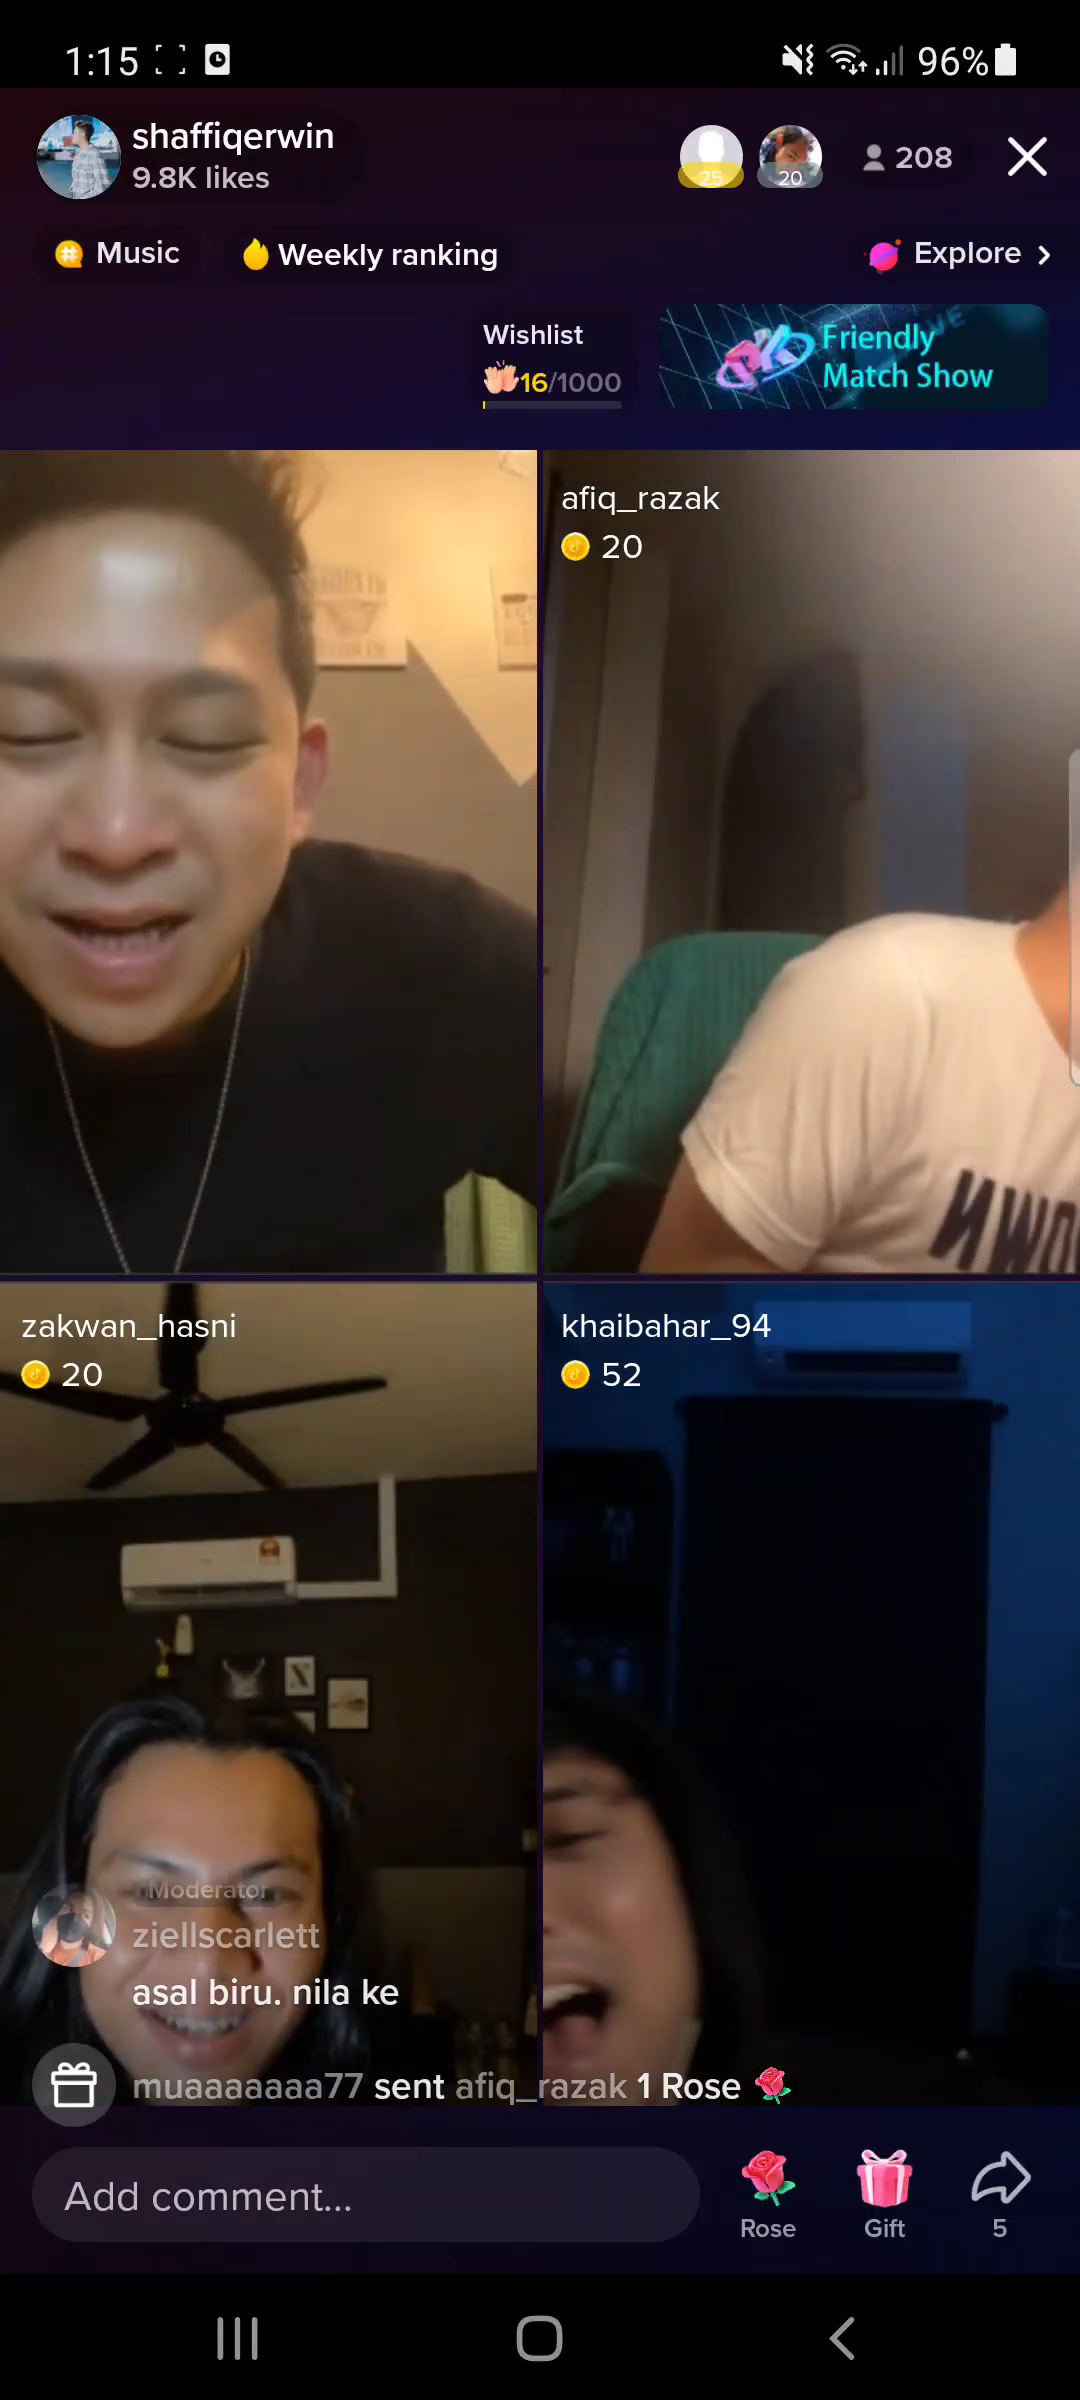 1:15
96%
shaffiqerwin
9.8K likes
25
20
208
Music
Weekly ranking
Explore
Wishlist
16/1000
Friendly
Match Show
afiq_razak
20
zakwan_hasni
20
khaibahar_94
52
Moderator
ziellscarlett
asal biru. nila ke
muaaaaaaa77 sent afiq_razak 1 Rose
Add comment...
Rose
Gift
5